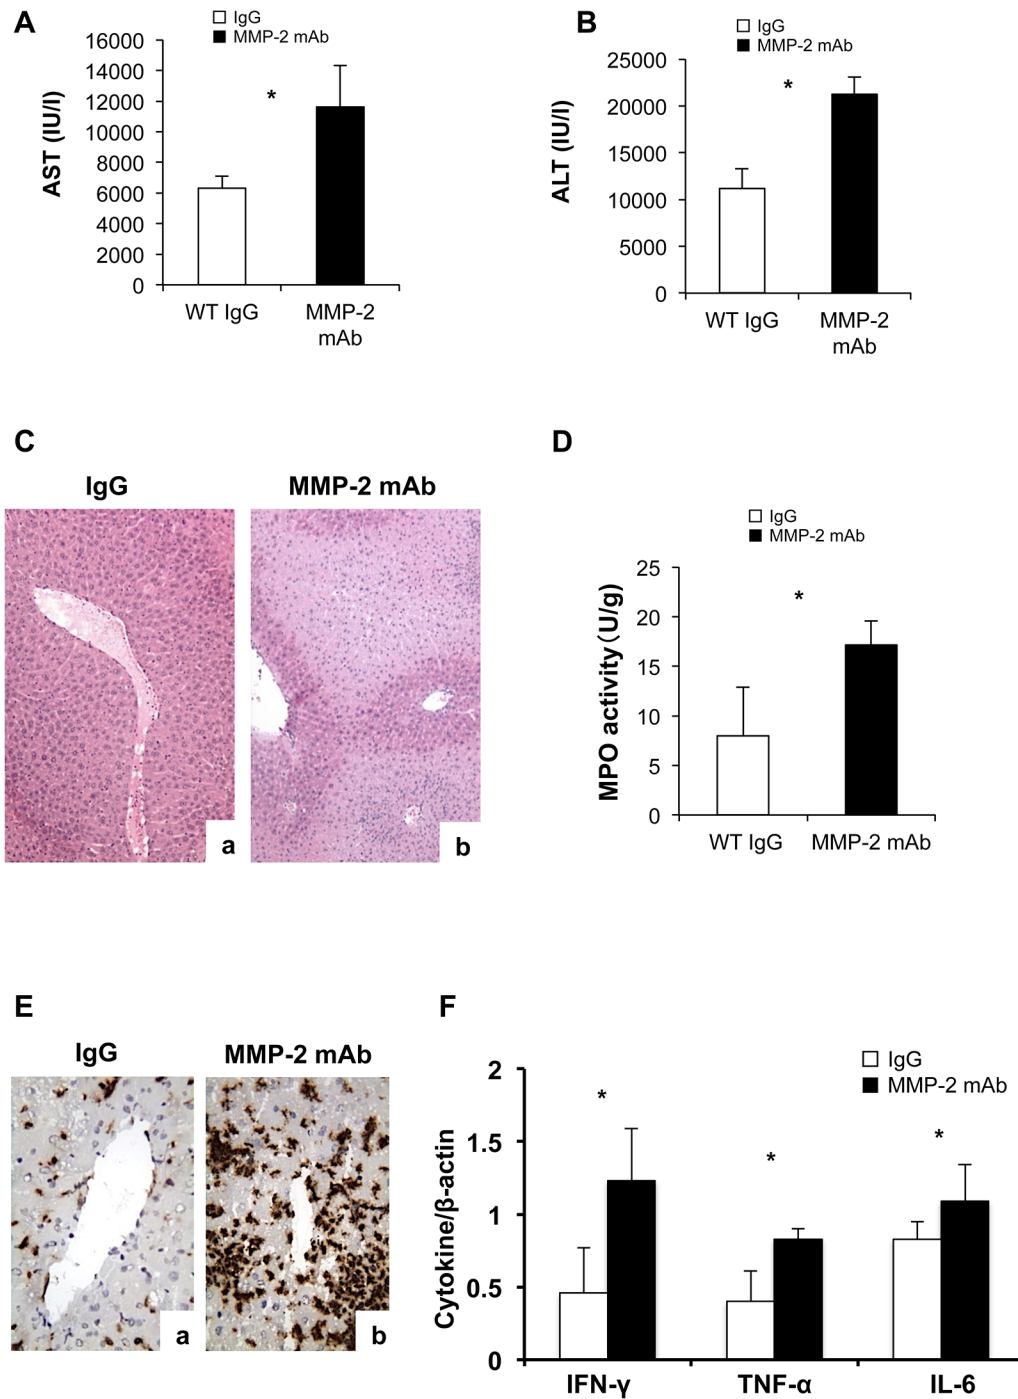 A
IgG
MMP-2 mAb
*
AST (IU/l)
16000
14000
12000
10000
8000
6000
4000
2000
0
WT IgG
MMP-2
mAb
B
IgG
MMP-2 mAb
*
ALT (IU/l)
25000
20000
15000
10000
5000
0
WT IgG
MMP-2
mAb
C
IgG
MMP-2 mAb
a
b
D
IgG
MMP-2 mAb
*
MPO activity(U/g)
25
20
15
10
5
0
WT IgG
MMP-2 mAb
E
IgG
MMP-2 mAb
a
b
F
IgG
MMP-2 mAb
*
*
*
Cytokine/β-actin
2
1.5
1
0.5
0
IFN-γ
TNF-α
IL-6